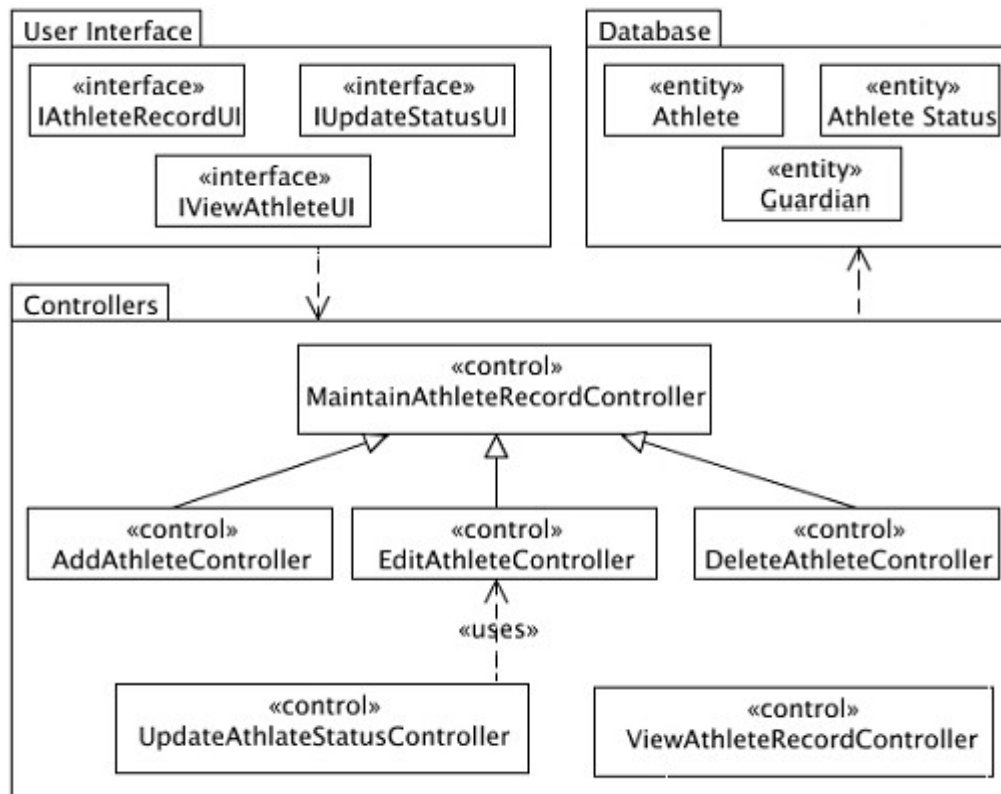 User Interface
«interface»
IAthleteRecordUI
«interface»
IUpdateStatusUI
«interface»
IViewAthleteUI
Database
«entity»
Athlete
«entity»
Athlete Status
«entity»
Guardian
Controllers
«control»
MaintainAthleteRecordController
«control»
AddAthleteController
«control»
EditAthleteController
«control»
DeleteAthleteController
«uses»
«control»
UpdateAthlateStatusController
«control»
ViewAthleteRecordController